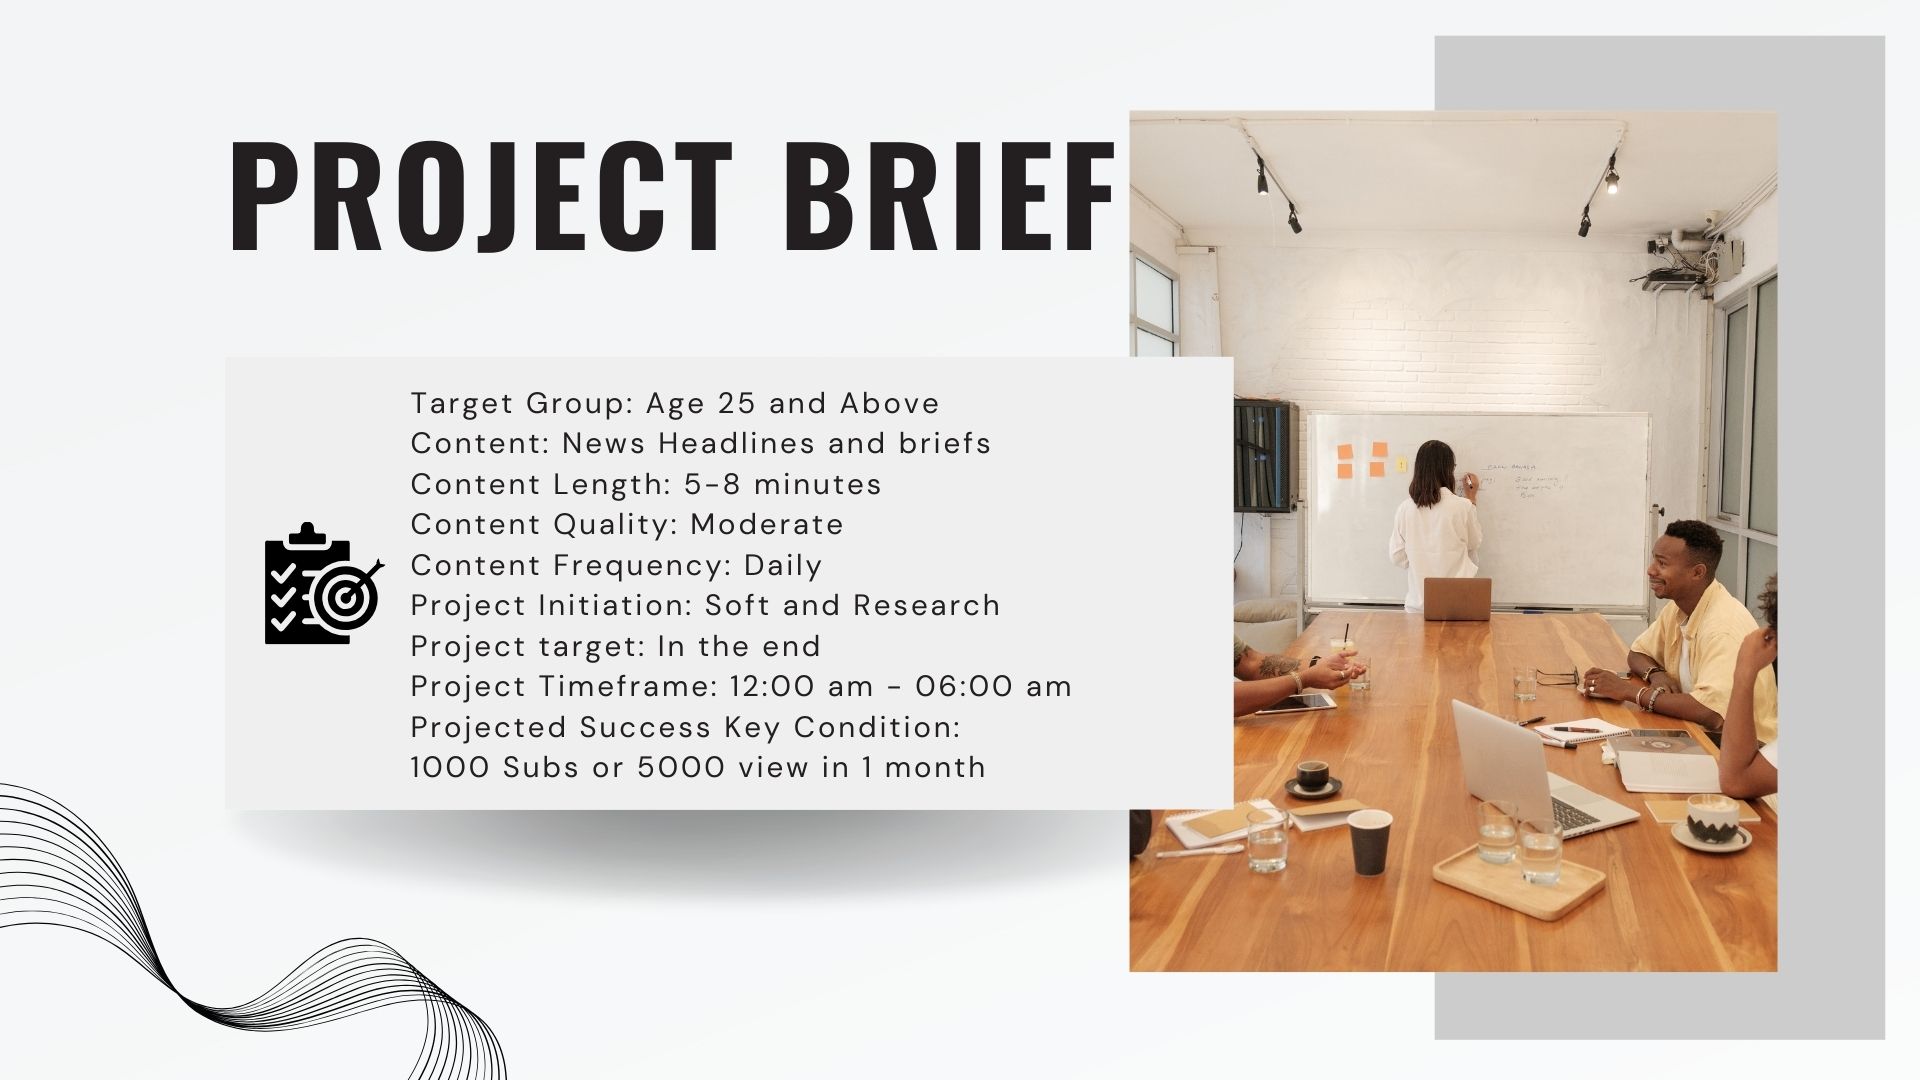 PROJECT BRIEF
Target Group: Age 25 and Above
Content: News Headlines and briefs
Content Length: 5-8 minutes
Content Quality: Moderate
Content Frequency: Daily
Project Initiation: Soft and Research
Project target: In the end
Project Timeframe: 12:00 am - 06:00 am
Projected Success Key Condition:
1000 Subs or 5000 view in 1 month